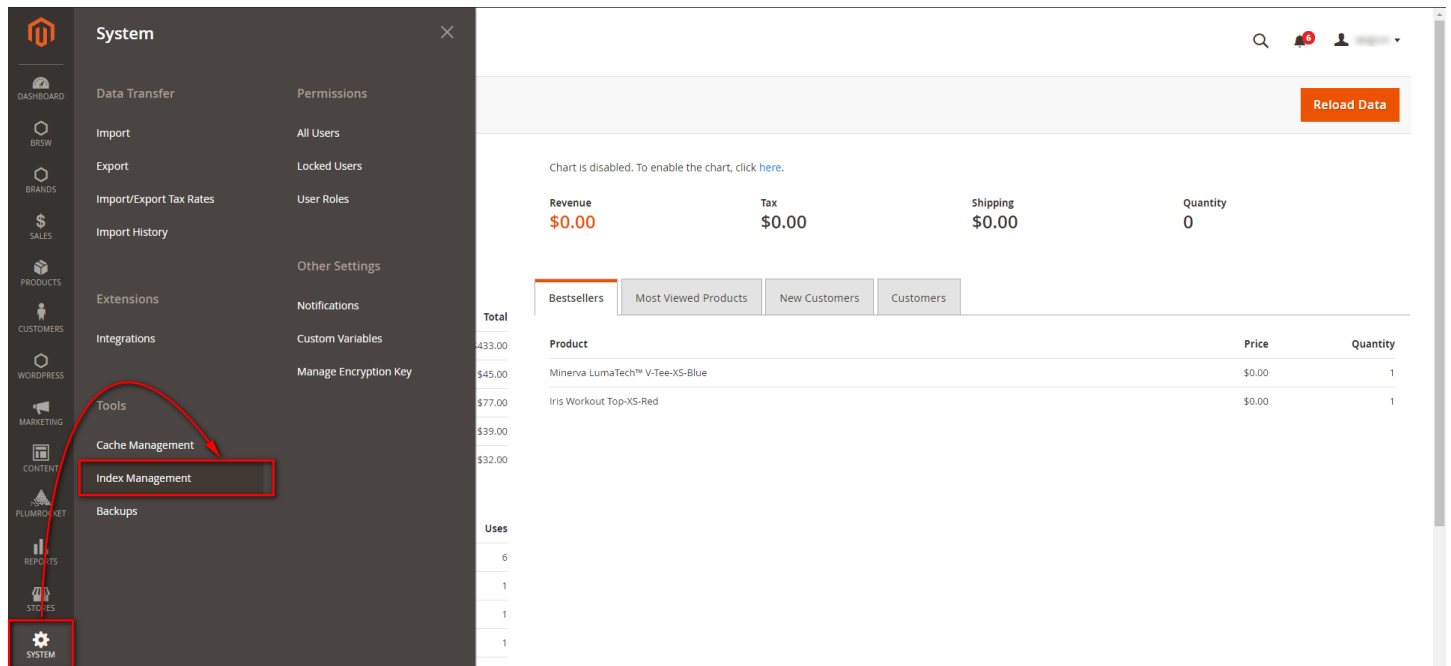 DASHBOARD
BRSW
BRANDS
SALES
PRODUCTS
CUSTOMERS
WORDPRESS
MARKETING
CONTENT
PLUMROCKET
REPORTS
STORES
SYSTEM
System
Data Transfer
Import
Export
Import/Export Tax Rates
Import History
Extensions
Integrations
Tools
Cache Management
Index Management
Backups
Permissions
All Users
Locked Users
User Roles
Other Settings
Notifications
Custom Variables
Manage Encryption Key
6
Reload Data
Chart is disabled. To enable the chart, click here.
Revenue Tax Shipping Quantity
$0.00 $0.00 $0.00 0
Total
433.00
$45.00
$77.00
$39.00
$32.00
Uses
6
1
1
1
Bestsellers Most Viewed Products New Customers Customers
Product Price Quantity
Minerva LumaTech™ V-Tee-XS-Blue $0.00 1
Iris Workout Top-XS-Red $0.00 1